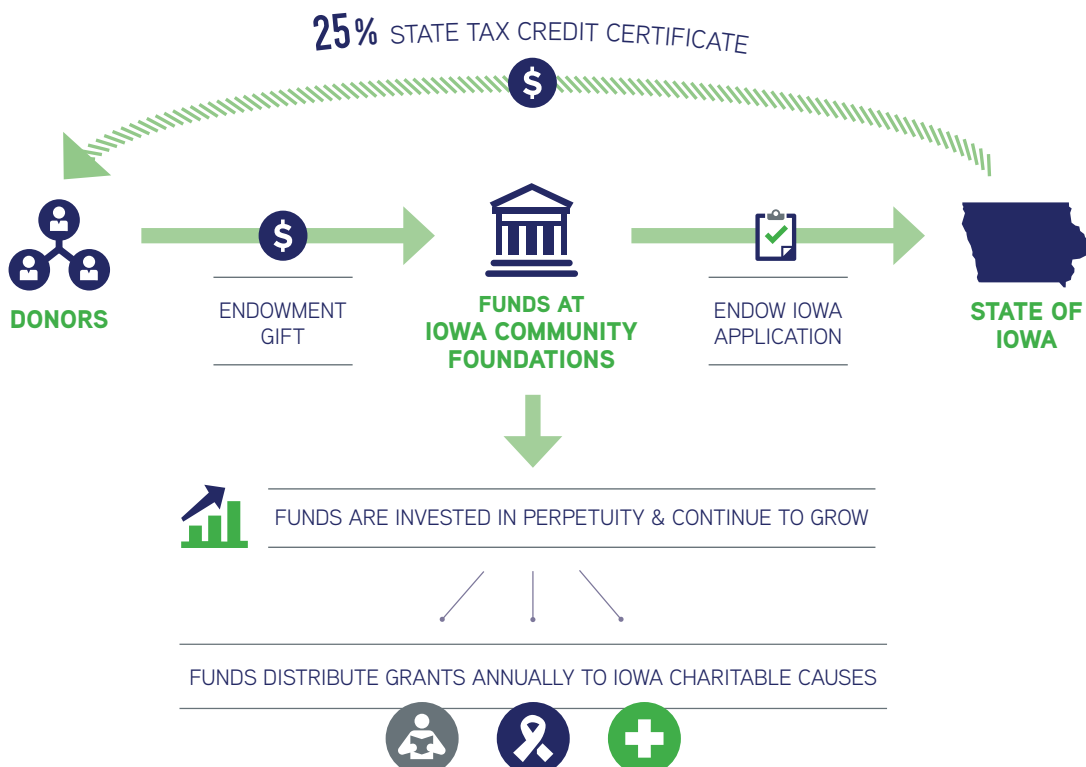 25% STATE TAX CREDIT CERTIFICATE
$
$
DONORS
ENDOWMENT
GIFT
FUNDS AT
IOWA COMMUNITY
FOUNDATIONS
ENDOW IOWA
APPLICATION
STATE OF
IOWA
FUNDS ARE INVESTED IN PERPETUITY & CONTINUE TO GROW
FUNDS DISTRIBUTE GRANTS ANNUALLY TO IOWA CHARITABLE CAUSES